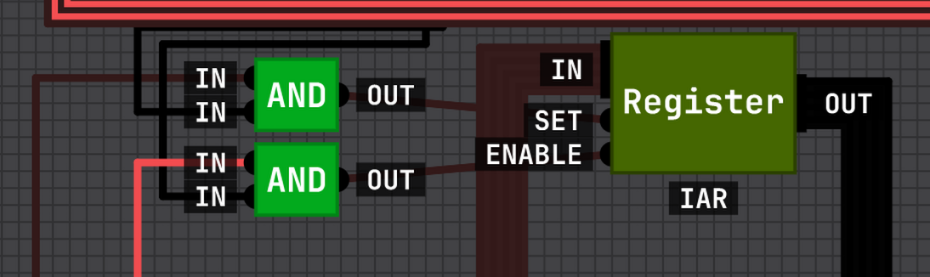 IN
IN
AND
OUT
IN
IN
AND
OUT
IN
SET
ENABLE
Register
OUT
IAR